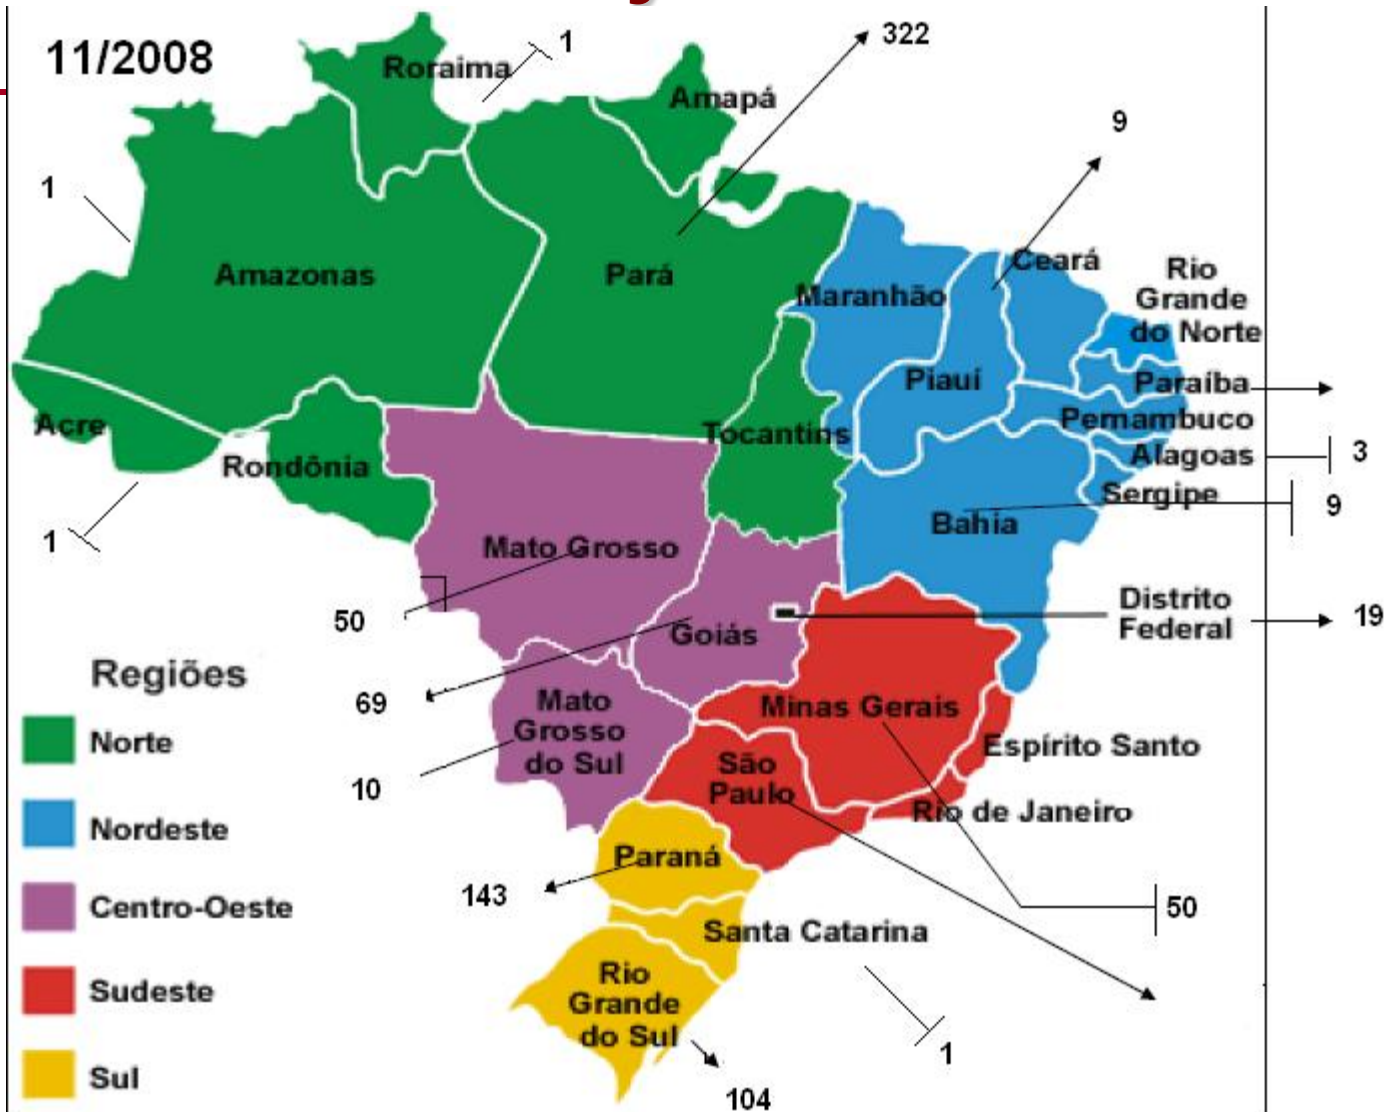 11/2008
Roraima
1
322
Amapá
9
1
Amazonas
Pará
Maranhão
Ceará
Rio
Grande
do Norte
Piauí
Paraíba
Acre
Tocantins
Pernambuco
Alagoas
3
Rondônia
Sergipe
9
Bahia
1
Mato Grosso
50
Distrito
Federal
19
Goiás
Regiões
69
Mato
Grosso
do Sul
Minas Gerais
Norte
Espírito Santo
São
Paulo
10
Rio de Janeiro
Nordeste
Paraná
143
Centro-Oeste
50
Santa Catarina
Rio
Grande
do Sul
Sudeste
1
Sul
104